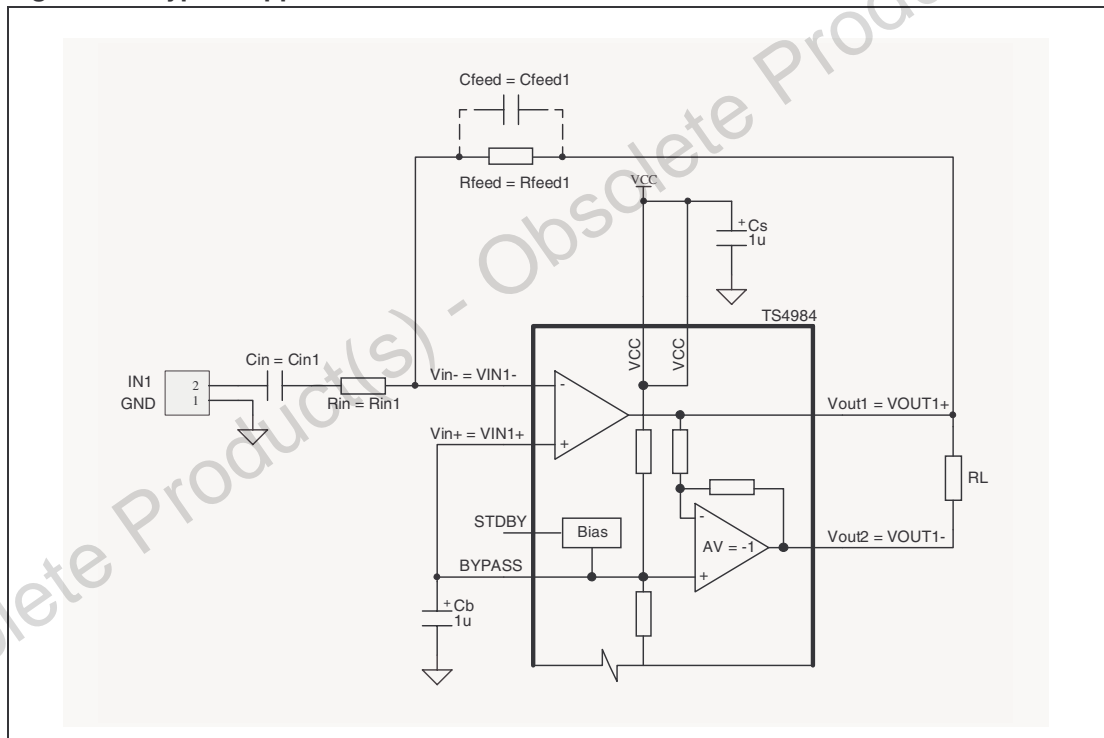 Cfeed = Cfeed1
Rfeed = Rfeed1
VCC
+ Cs
1u
TS4984
VCC
VCC
Cin = Cin1
IN1
GND
2
1
Rin = Rin1
Vin- = VIN1-
-
Vin+ = VIN1+
+
Vout1 = VOUT1+
RL
STDBY
Bias
-
AV = -1
Vout2 = VOUT1-
BYPASS
+
+ Cb
1u
Obsolete Product(s) - Obsolete Product